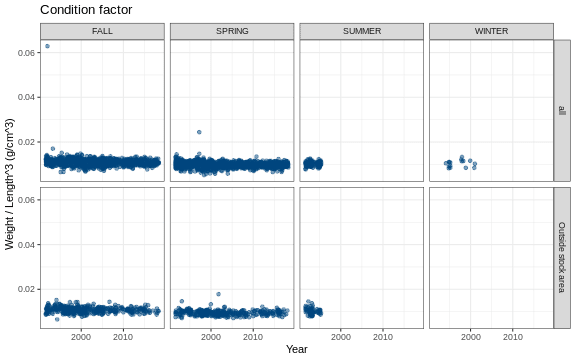 Condition factor
FALL SPRING SUMMER WINTER
0.06
0.04
0.02
all
0.06
0.04
0.02
Outside stock area
2000 2010 2000 2010 2000 2010 2000 2010
Year
Weight / Length^3 (g/cm^3)